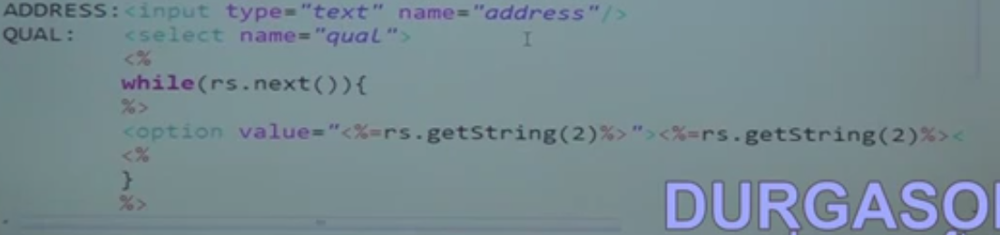 ADDRESS:<input type="text" name="address"/>
QUAL: <select name="qual">
<%
while(rs.next()){
%>
<option value="<%=rs.getString(2)%>"><%=rs.getString(2)%><
<%
}
%>
DURGASO